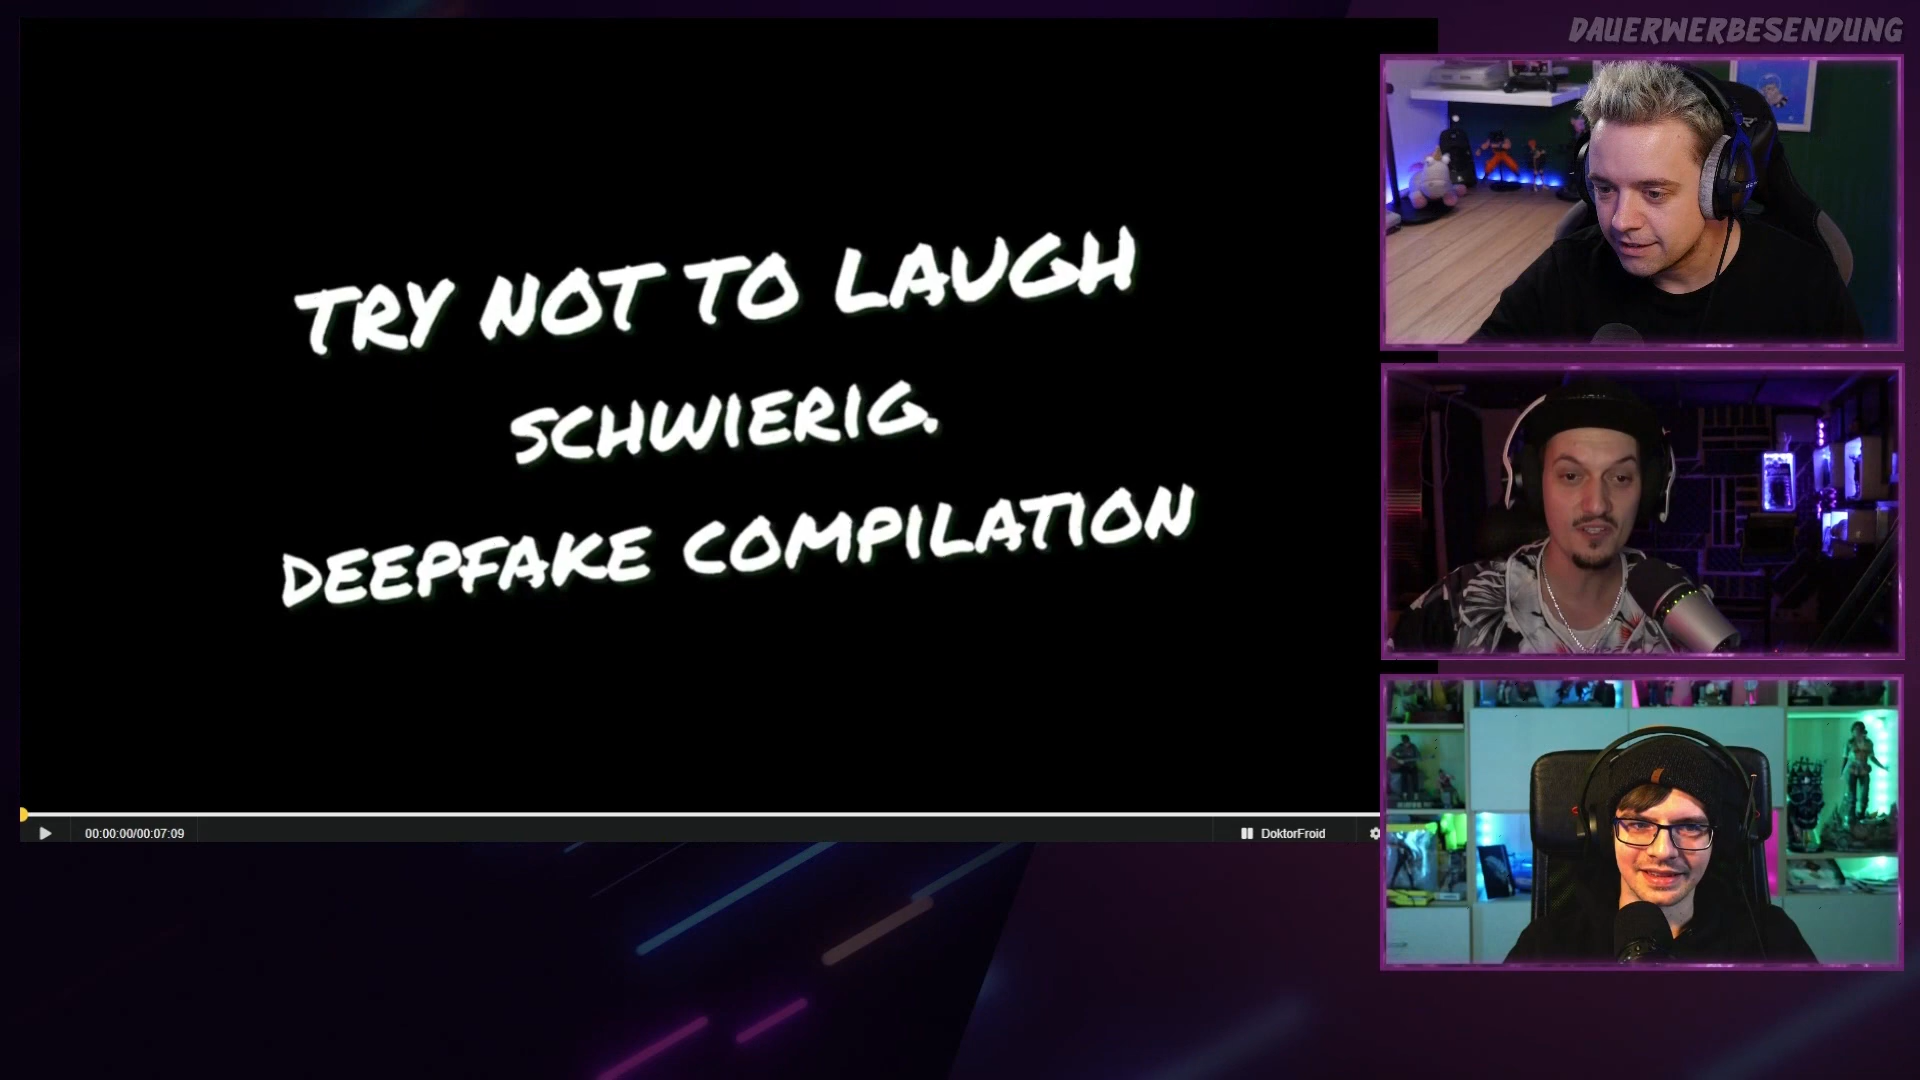 DAUERWERBESENDUNG
TRY NOT TO LAUGH
SCHWIERIG.
DEEPFAKE COMPILATION
00:00:00/00:07:09
DoktorFroid